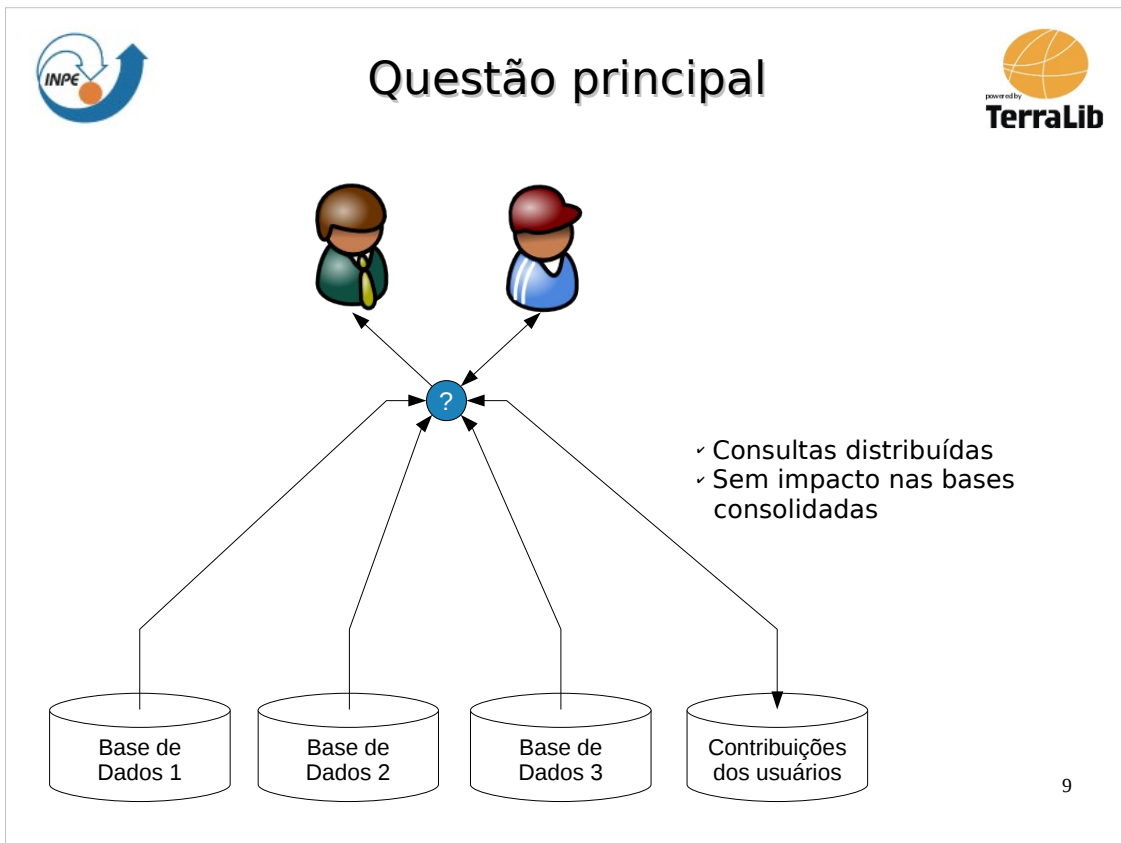 INPE
Questão principal
powered by
TerraLib
?
✔ Consultas distribuídas
✔ Sem impacto nas bases
consolidadas
Base de
Dados 1
Base de
Dados 2
Base de
Dados 3
Contribuições
dos usuários
9